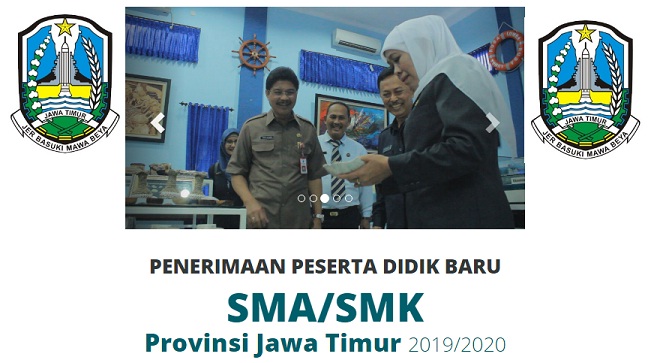 JAWA TIMUR
JER BASUKI MAWA BEYA
JAWA TIMUR
JER BASUKI MAWA BEYA
PENERIMAAN PESERTA DIDIK BARU
SMA/SMK
Provinsi Jawa Timur 2019/2020